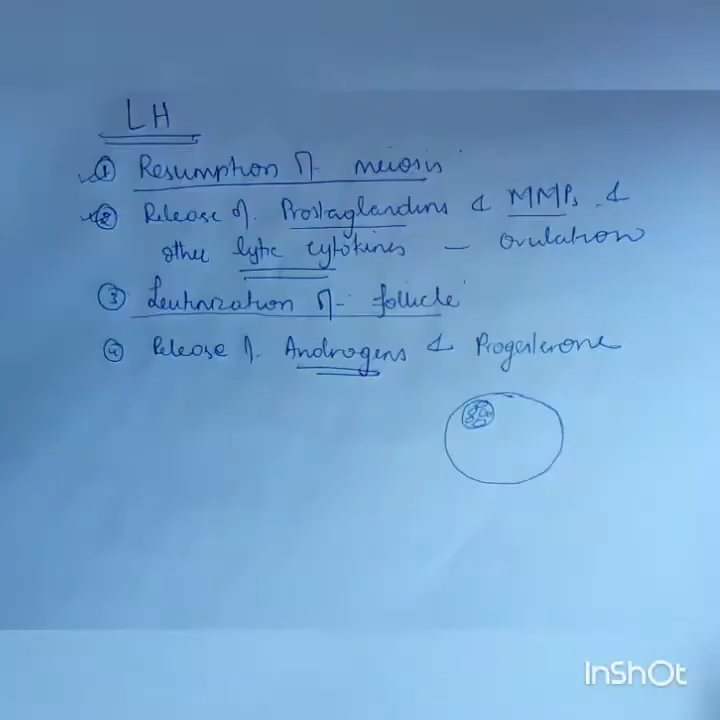 LH
① Resumption of meiosis
② Release of Prostaglandins & MMPs &
other lytic cytokines – ovulation
③ Leutinization of follicle
④ Release of Androgens & Progesterone
InShOt